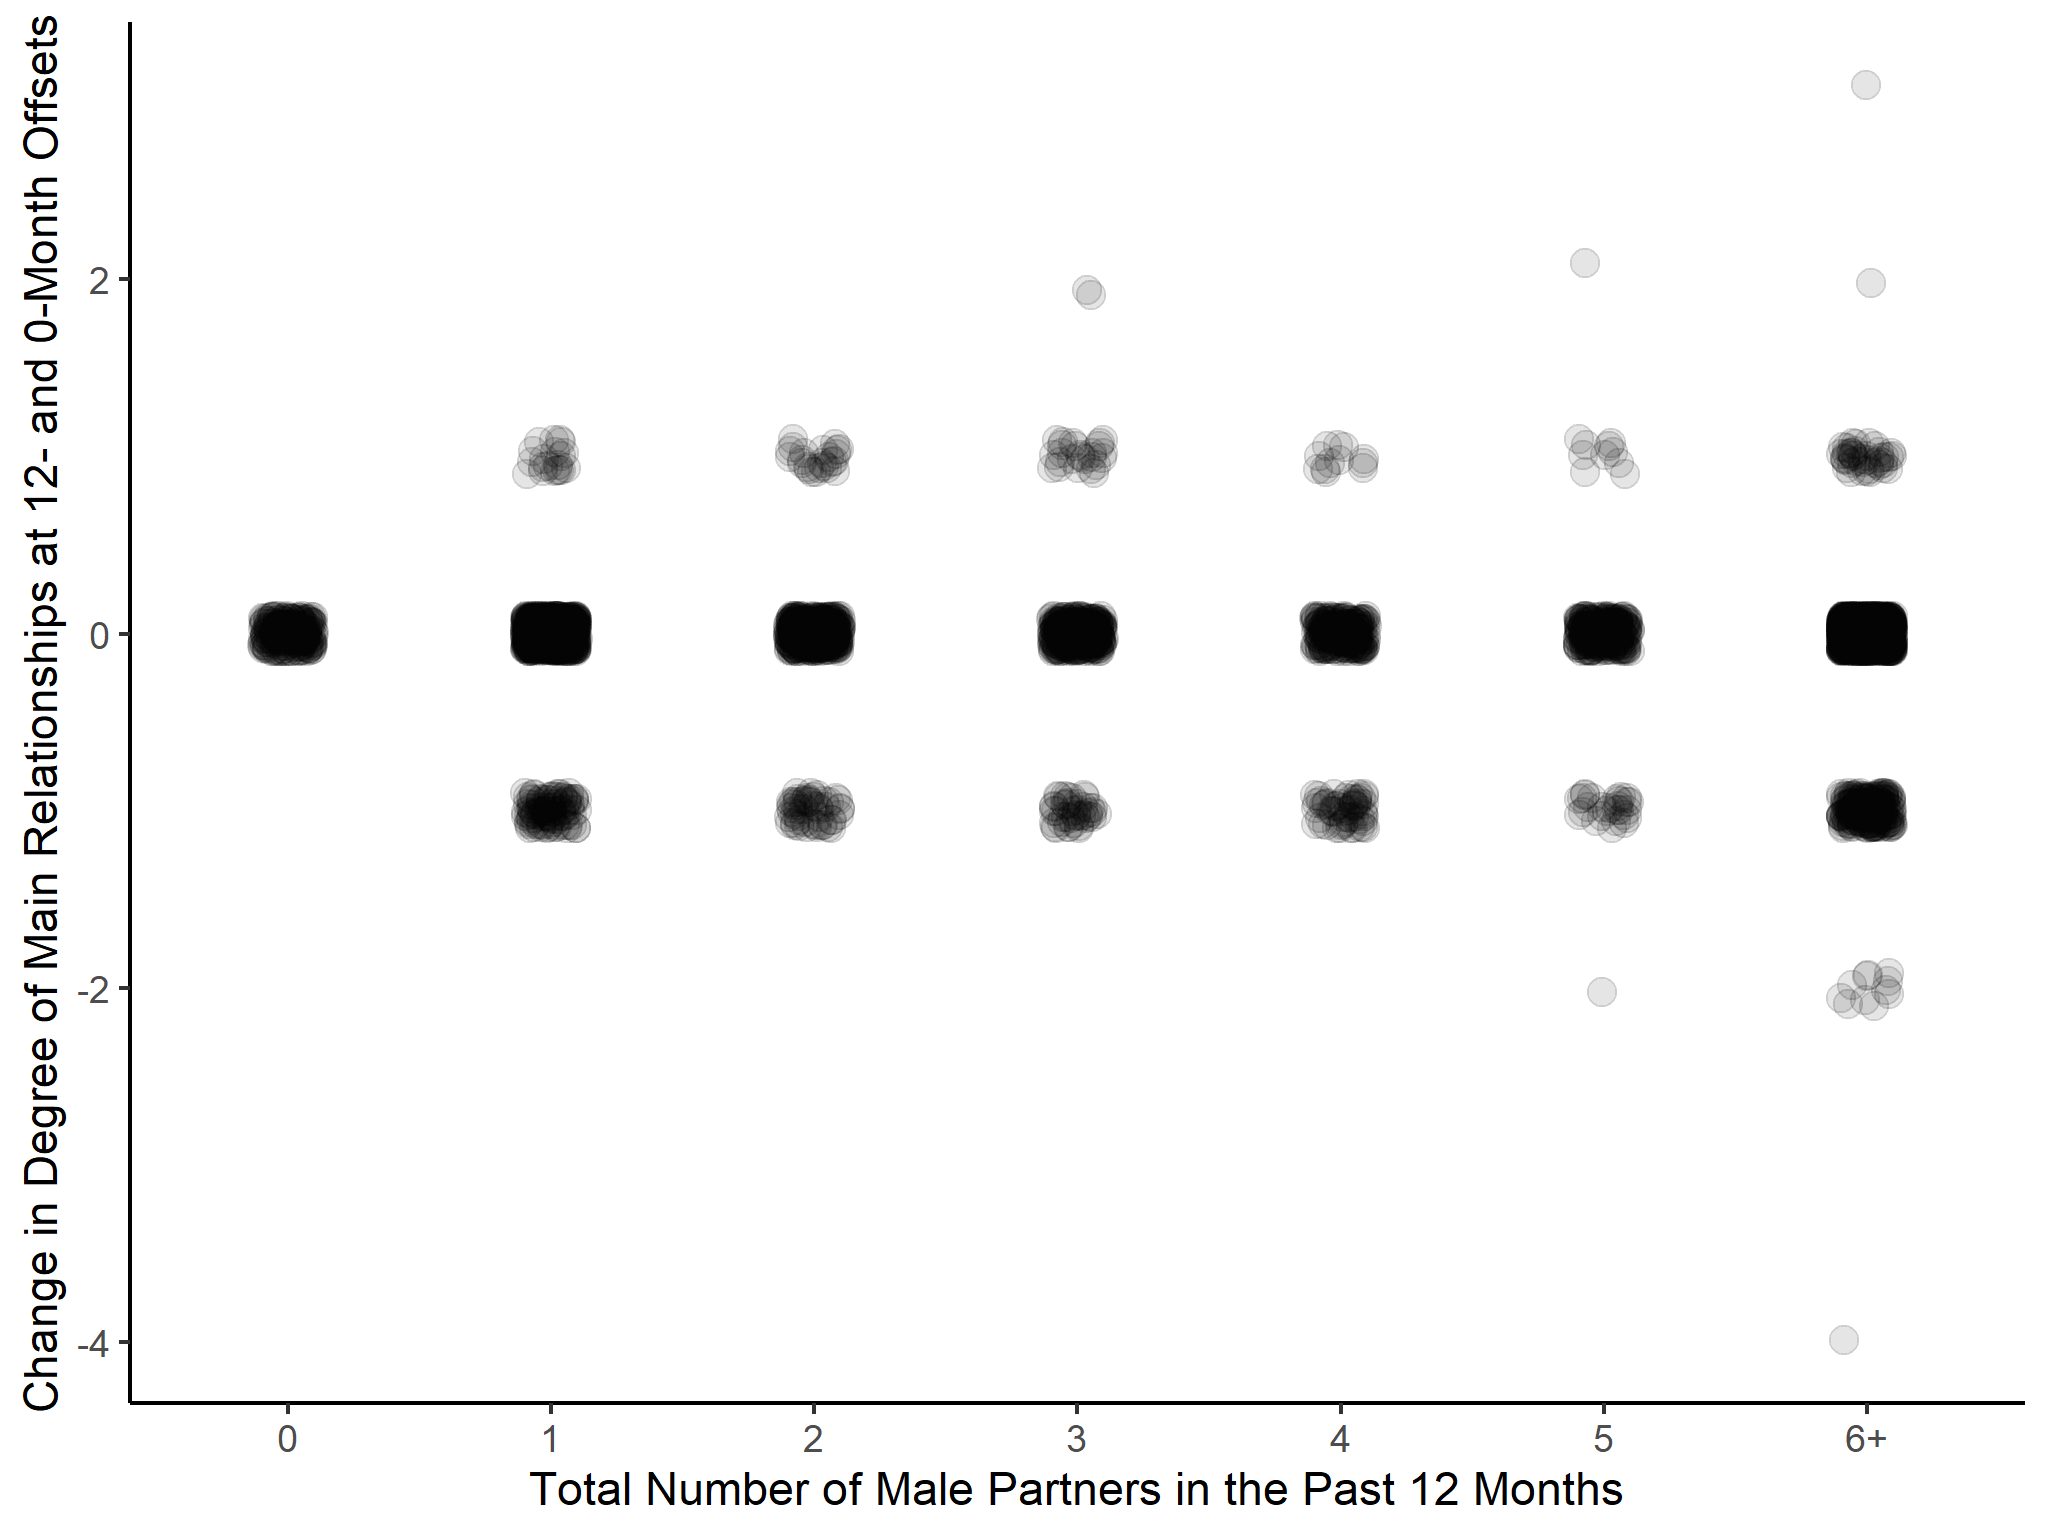 Change in Degree of Main Relationships at 12- and 0-Month Offsets
2
0
-2
-4
0 1 2 3 4 5 6+
Total Number of Male Partners in the Past 12 Months